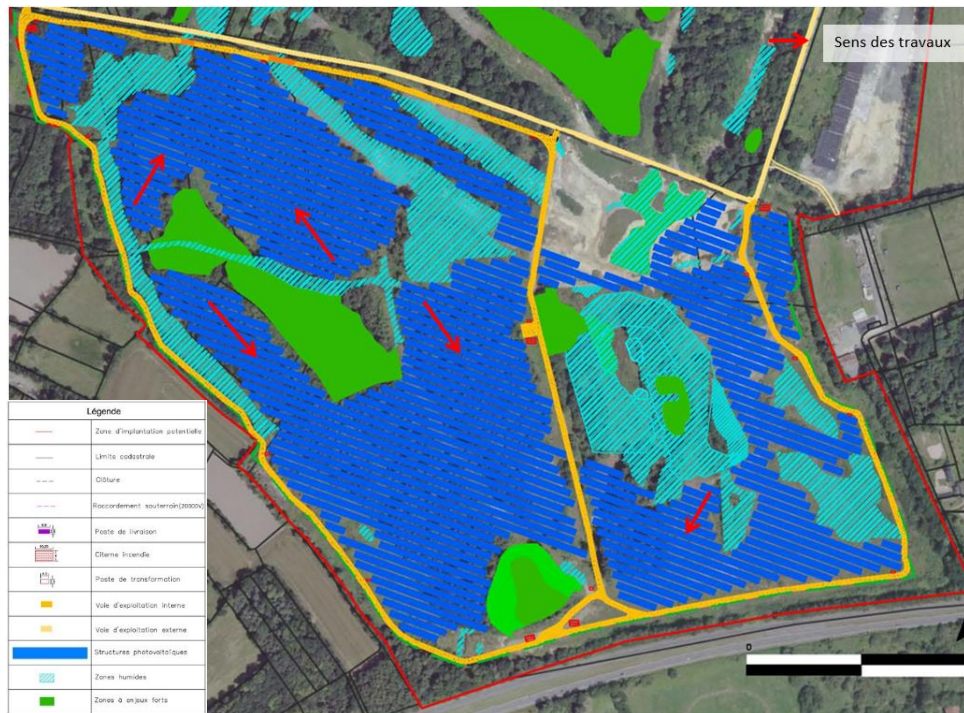 Sens des travaux
Légende
Zone d'implantation potentielle
Limite cadastrale
Clôture
Raccordement souterrain(20000V)
Poste de livraison
Citerne incendie
Poste de transformation
Voie d'exploitation interne
Voie d'exploitation externe
Structures photovoltaïques
Zones humides
Zones à enjeux forts
0